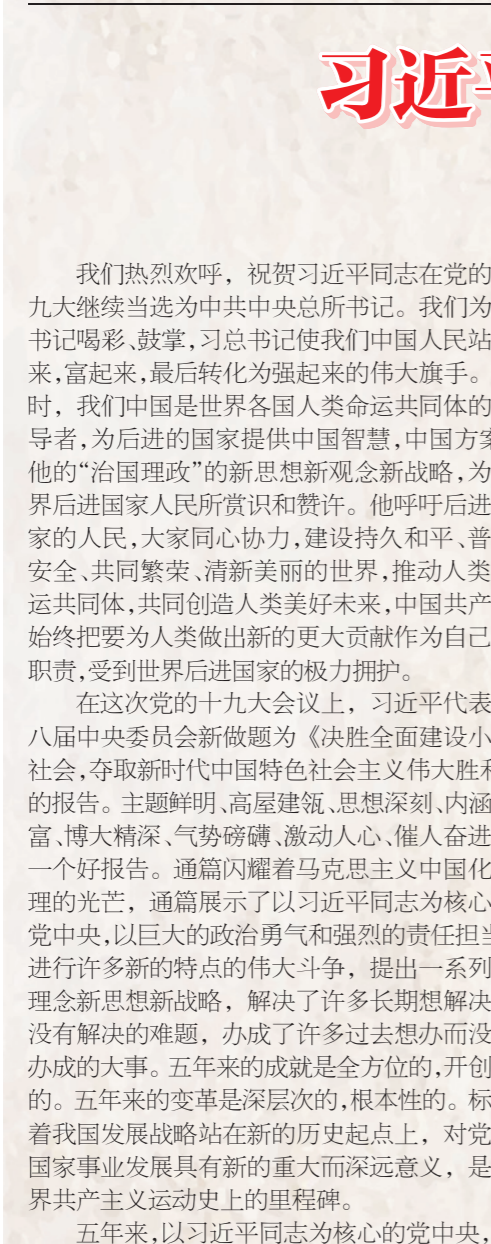 习近
我们热烈欢呼，祝贺习近平同志在党的
九大继续当选为中共中央总所书记。我们为
书记喝彩、鼓掌，习总书记使我们中国人民站
来，富起来，最后转化为强起来的伟大旗手。
时，我们中国是世界各国人类命运共同体的
导者，为后进的国家提供中国智慧，中国方案
他的“治国理政”的新思想新观念新战略，为
界后进国家人民所赏识和赞许。他呼吁后进
家的人民，大家同心协力，建设持久和平、普
安全、共同繁荣、清新美丽的世界，推动人类
运共同体，共同创造人类美好未来，中国共产
始终把要为人类做出新的更大贡献作为自己
职责，受到世界后进国家的极力拥护。
在这次党的十九大会议上，习近平代表
八届中央委员会新做题为《决胜全面建设小
社会，夺取新时代中国特色社会主义伟大胜利
的报告。主题鲜明、高屋建瓴、思想深刻、内涵
富、博大精深、气势磅礴、激动人心、催人奋进
一个好报告。通篇闪耀着马克思主义中国化
理的光芒，通篇展示了以习近平同志为核心
党中央，以巨大的政治勇气和强烈的责任担当
进行许多新的特点的伟大斗争，提出一系列
理念新思想新战略，解决了许多长期想解决
没有解决的难题，办成了许多过去想办而没
办成的大事。五年来的成就是全方位的，开创
的。五年来的变革是深层次的，根本性的。标
着我国发展战略站在新的历史起点上，对党
国家事业发展具有新的重大而深远意义，是
界共产主义运动史上的里程碑。
五年来，以习近平同志为核心的党中央，